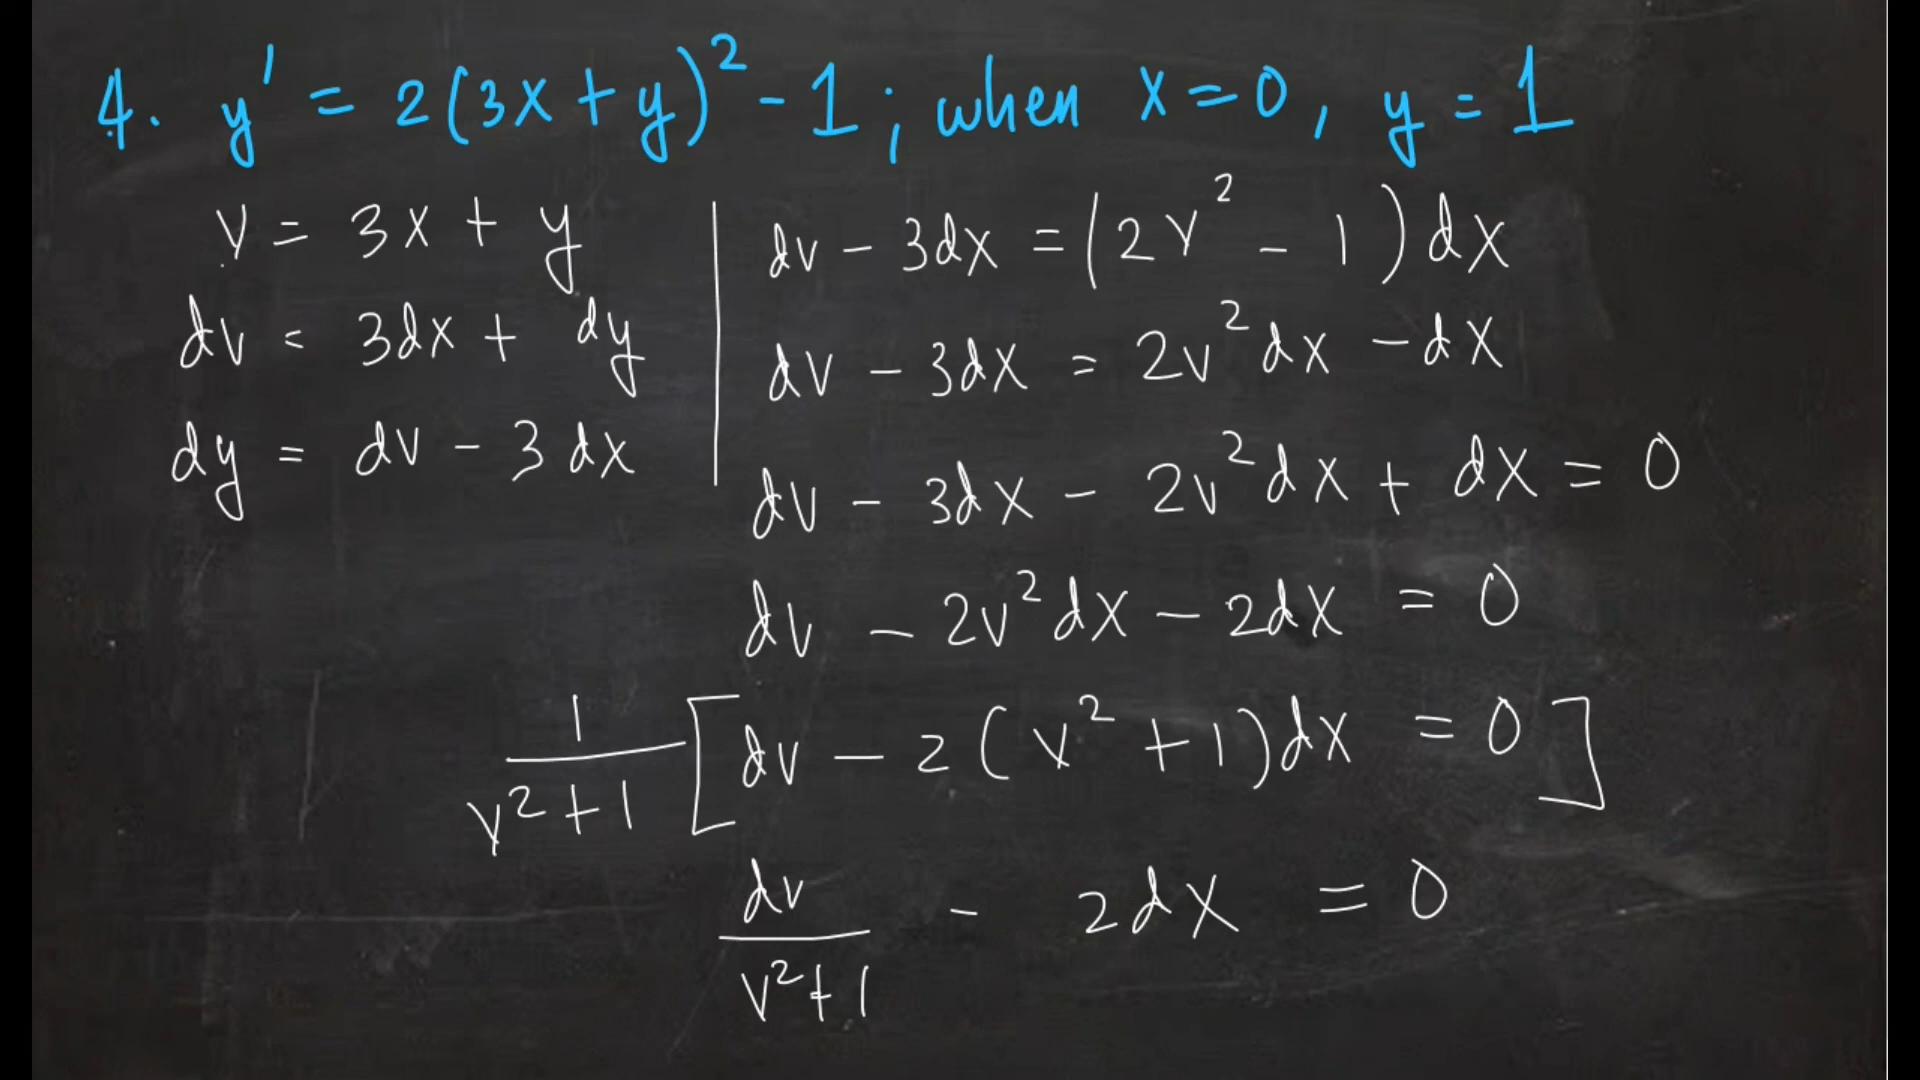 4. y' = 2(3x+y)² - 1 ; when x=0, y=1
v = 3x + y
dv = 3dx + dy
dy = dv - 3dx
dv - 3dx = (2v² - 1)dx
dv - 3dx = 2v²dx - dx
dv - 3dx - 2v²dx + dx = 0
dv - 2v²dx - 2dx = 0
1/(v²+1) [dv - 2(v²+1)dx = 0]
dv/(v²+1) - 2dx = 0